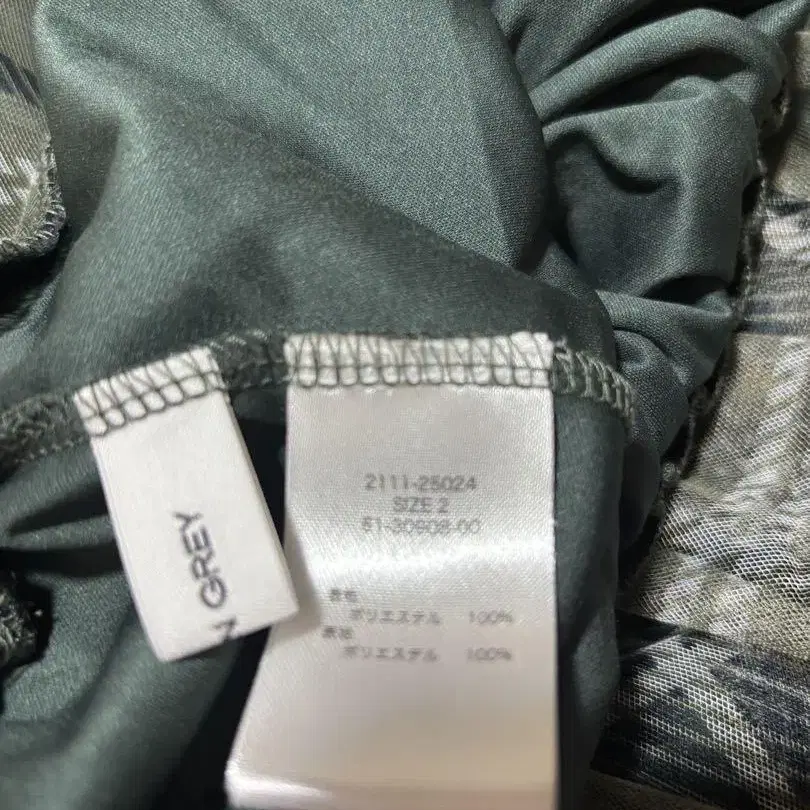 N GREY
2111-25024
SIZE 2
51-30908-00
表地
ポリエステル 100%
裏地
ポリエステル 100%